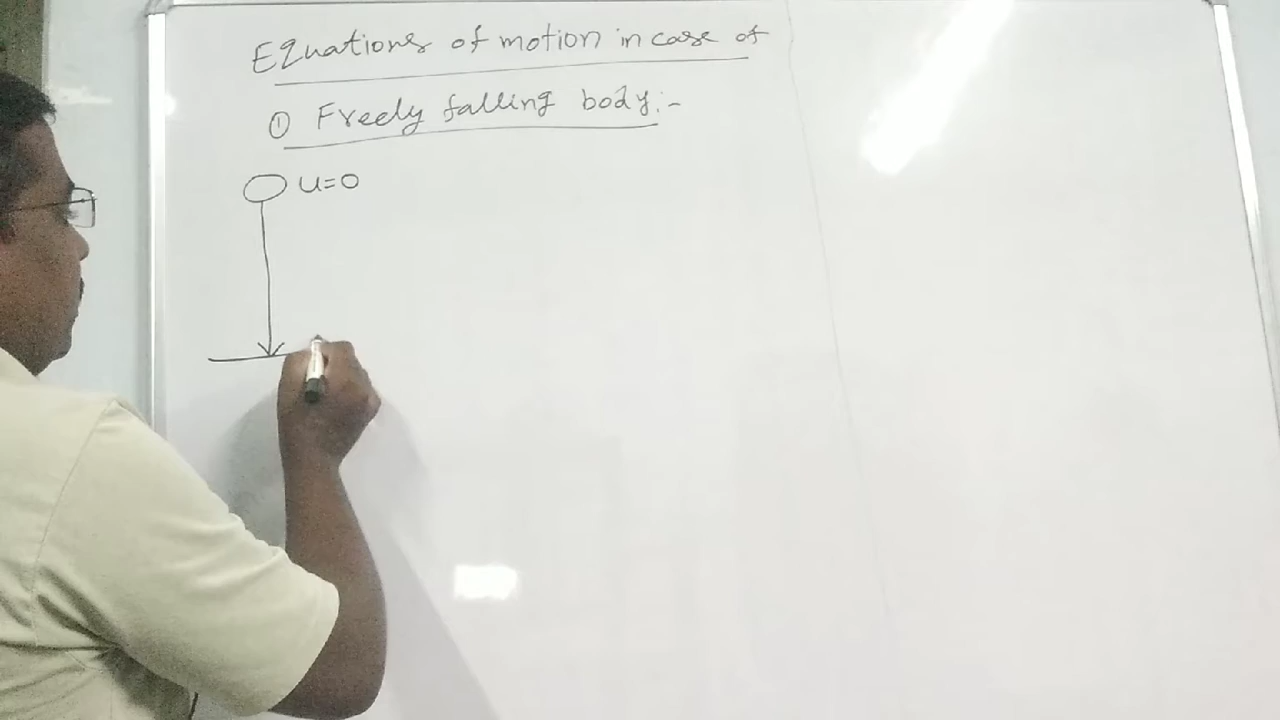 Equations of motion in case of
① Freely falling body:-
u=0